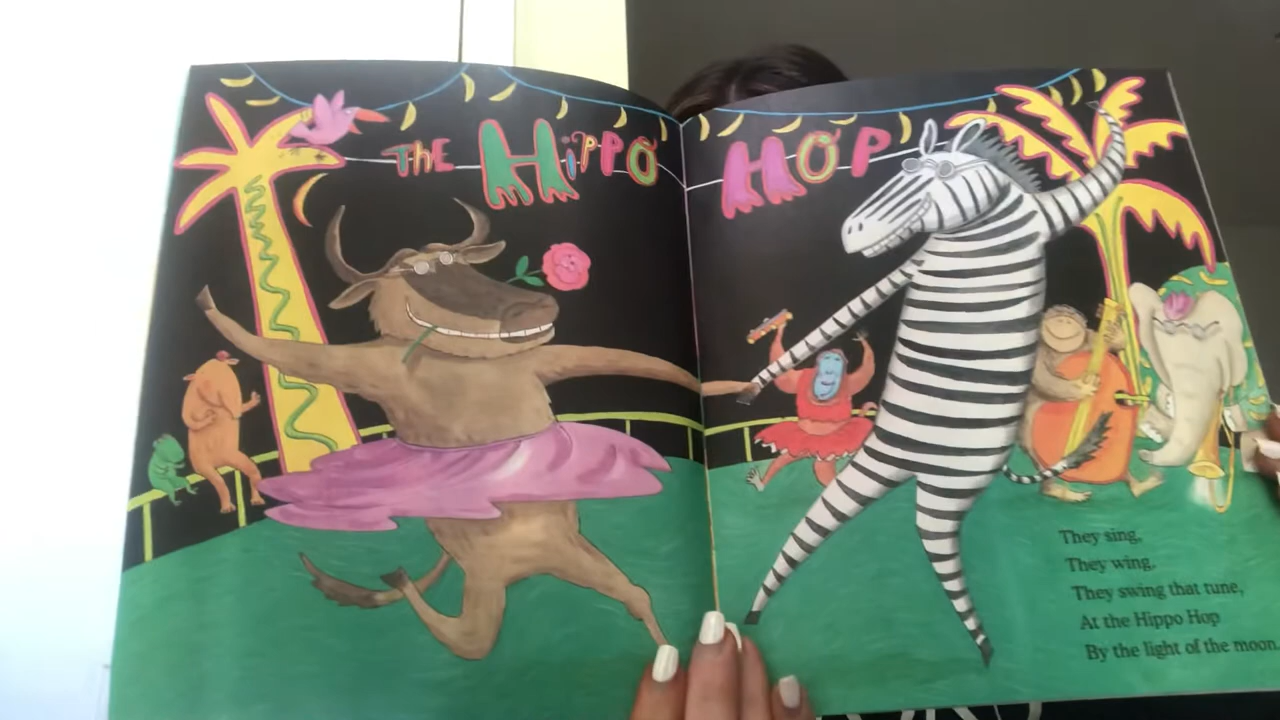 THE HIPPO HOP
They sing,
They wing,
They swing that tune,
At the Hippo Hop
By the light of the moon.